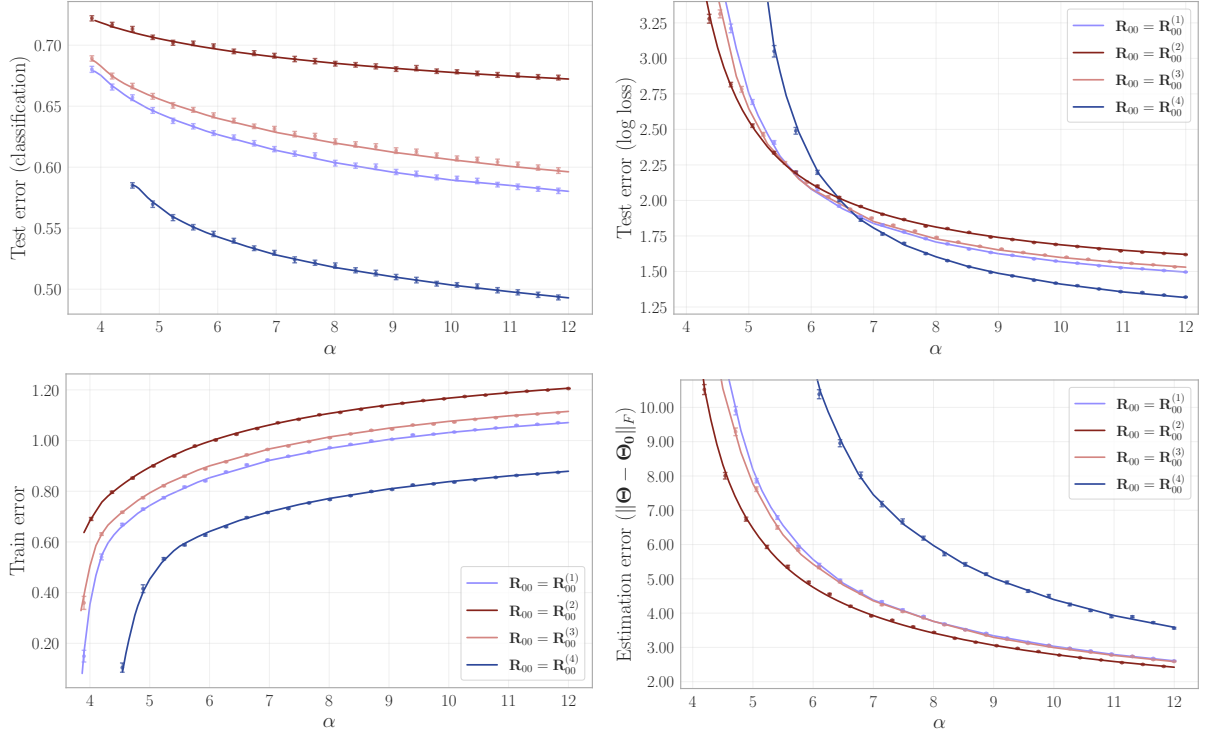 Test error (classification)
0.70
0.65
0.60
0.55
0.50
4 5 6 7 8 9 10 11 12
α
Test error (log loss)
3.25
3.00
2.75
2.50
2.25
2.00
1.75
1.50
1.25
4 5 6 7 8 9 10 11 12
α
R₀₀ = R₀₀⁽¹⁾
R₀₀ = R₀₀⁽²⁾
R₀₀ = R₀₀⁽³⁾
R₀₀ = R₀₀⁽⁴⁾
Train error
1.20
1.00
0.80
0.60
0.40
0.20
4 5 6 7 8 9 10 11 12
α
R₀₀ = R₀₀⁽¹⁾
R₀₀ = R₀₀⁽²⁾
R₀₀ = R₀₀⁽³⁾
R₀₀ = R₀₀⁽⁴⁾
Estimation error (‖Θ − Θ₀‖_F)
10.00
9.00
8.00
7.00
6.00
5.00
4.00
3.00
2.00
4 5 6 7 8 9 10 11 12
α
R₀₀ = R₀₀⁽¹⁾
R₀₀ = R₀₀⁽²⁾
R₀₀ = R₀₀⁽³⁾
R₀₀ = R₀₀⁽⁴⁾